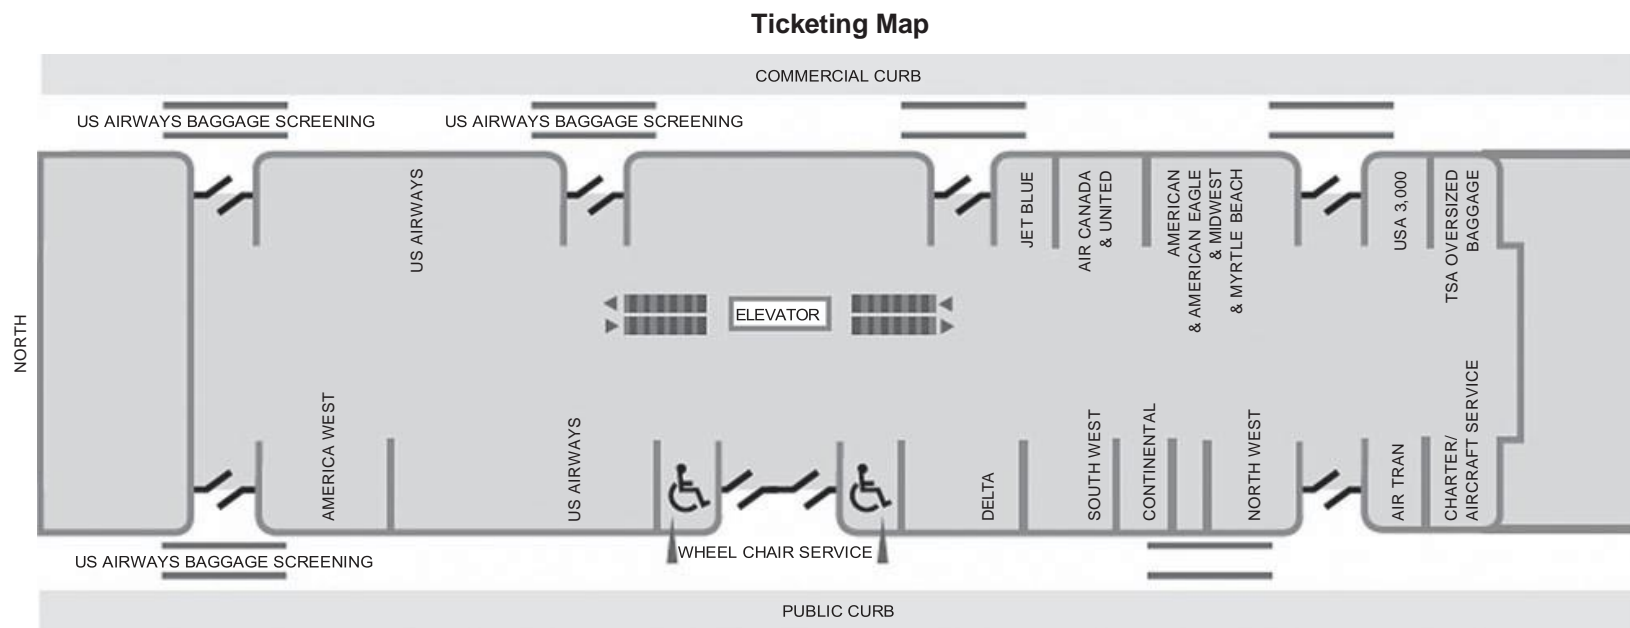 Ticketing Map
COMMERCIAL CURB
US AIRWAYS BAGGAGE SCREENING
US AIRWAYS BAGGAGE SCREENING
US AIRWAYS
JET BLUE
AIR CANADA
& UNITED
AMERICAN
& AMERICAN EAGLE
& MIDWEST
& MYRTLE BEACH
USA 3,000
TSA OVERSIZED
BAGGAGE
ELEVATOR
NORTH
AMERICA WEST
US AIRWAYS
DELTA
SOUTH WEST
CONTINENTAL
NORTH WEST
AIR TRAN
CHARTER/
AIRCRAFT SERVICE
WHEEL CHAIR SERVICE
US AIRWAYS BAGGAGE SCREENING
PUBLIC CURB